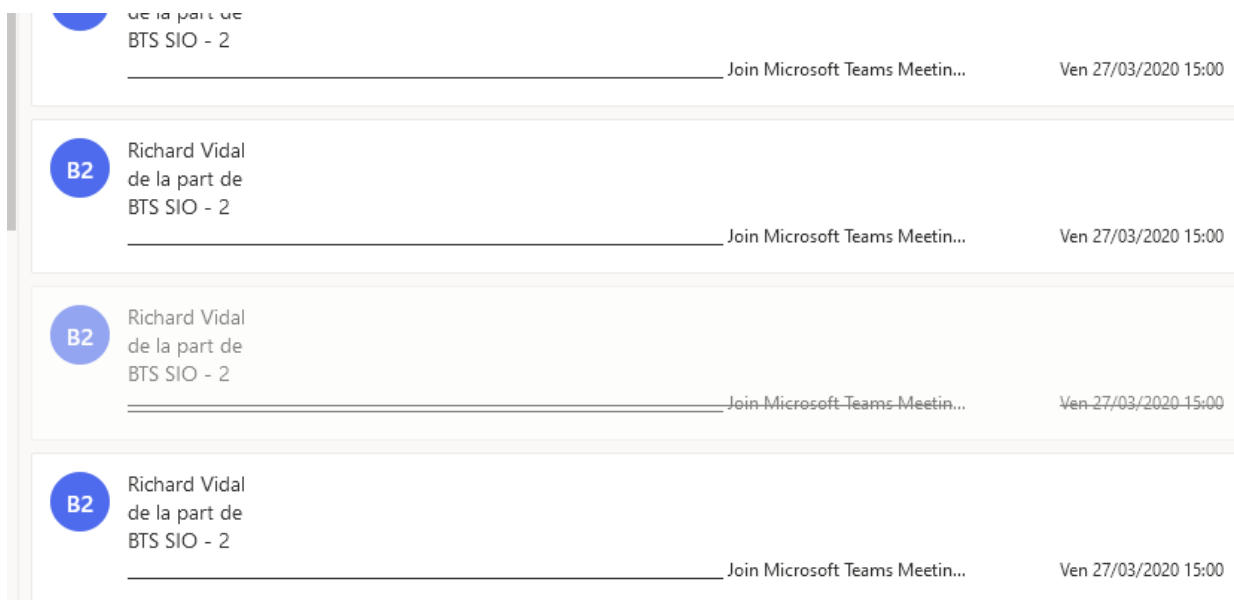 de la part de
BTS SIO - 2
Join Microsoft Teams Meetin... Ven 27/03/2020 15:00
B2
Richard Vidal
de la part de
BTS SIO - 2
Join Microsoft Teams Meetin... Ven 27/03/2020 15:00
B2
Richard Vidal
de la part de
BTS SIO - 2
Join Microsoft Teams Meetin... Ven 27/03/2020 15:00
B2
Richard Vidal
de la part de
BTS SIO - 2
Join Microsoft Teams Meetin... Ven 27/03/2020 15:00